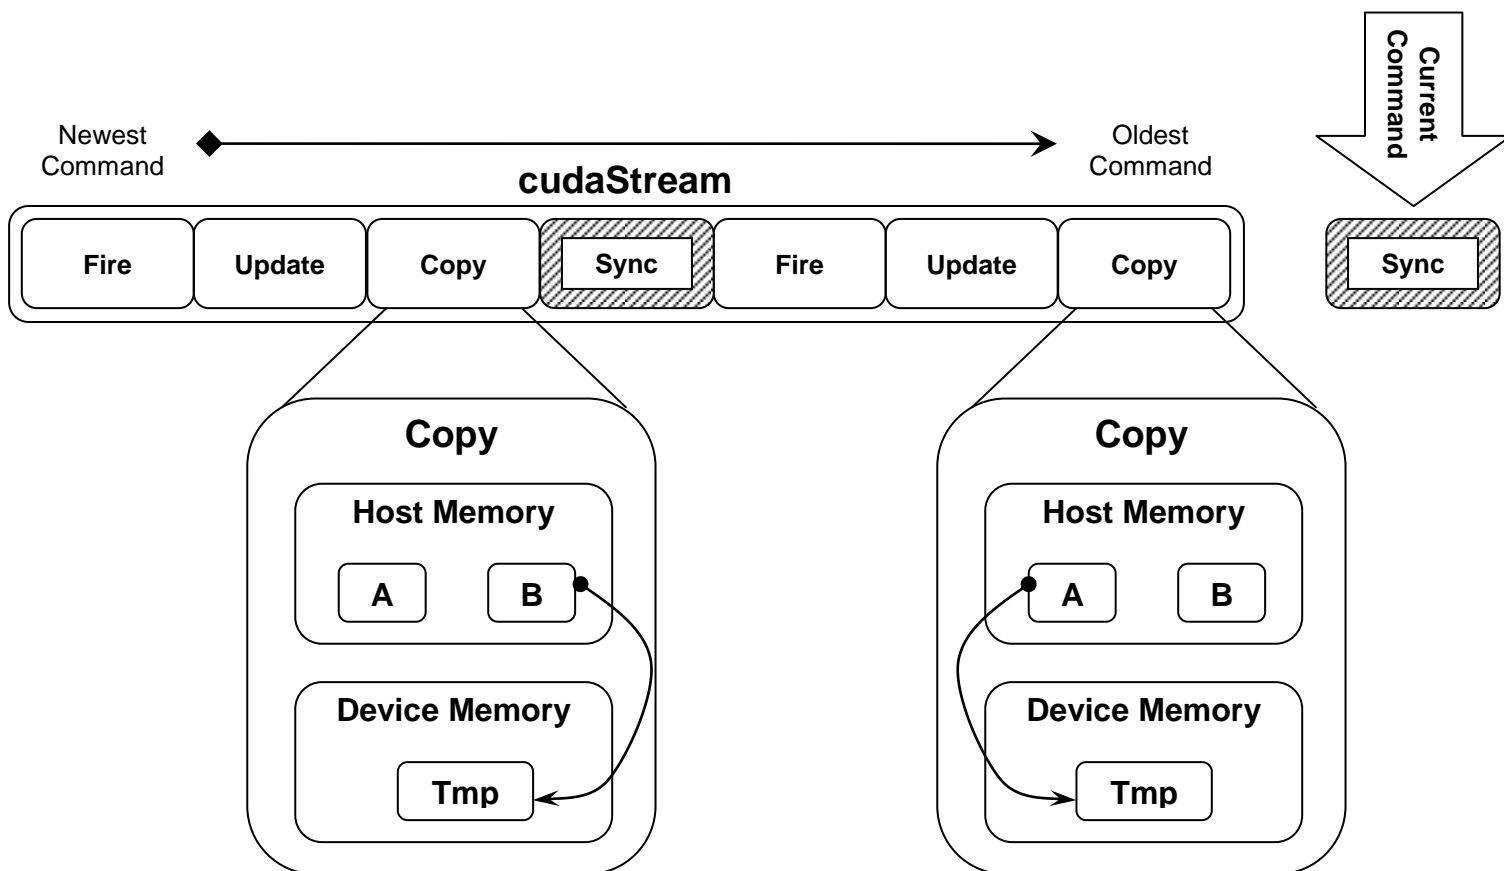 Current
Command
Newest
Command
Oldest
Command
cudaStream
Fire
Update
Copy
Sync
Fire
Update
Copy
Sync
Copy
Host Memory
A
B
Device Memory
Tmp
Copy
Host Memory
A
B
Device Memory
Tmp